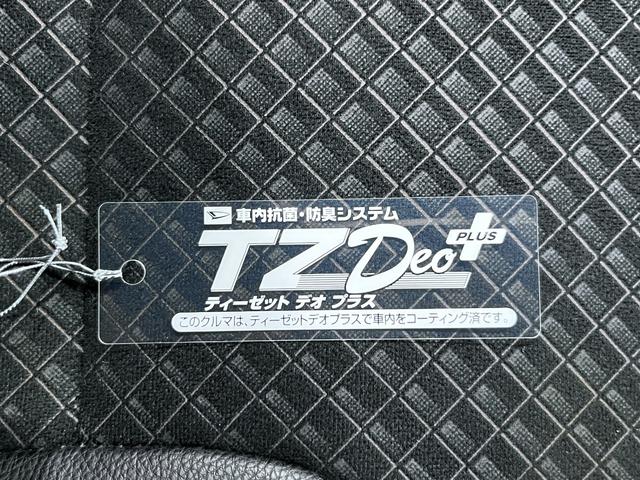 車内抗菌・防臭システム
TZ Deo PLUS
ティーゼット デオ プラス
このクルマは、ティーゼットデオプラスで車内をコーティング済です。